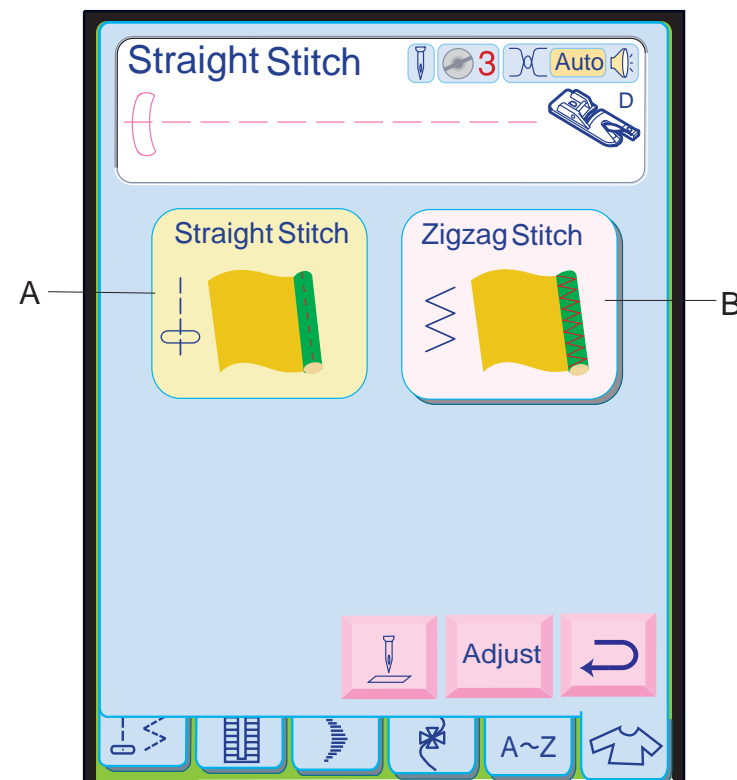 Straight Stitch 3 Auto
D
Straight Stitch Zigzag Stitch
A B
Adjust
A~Z